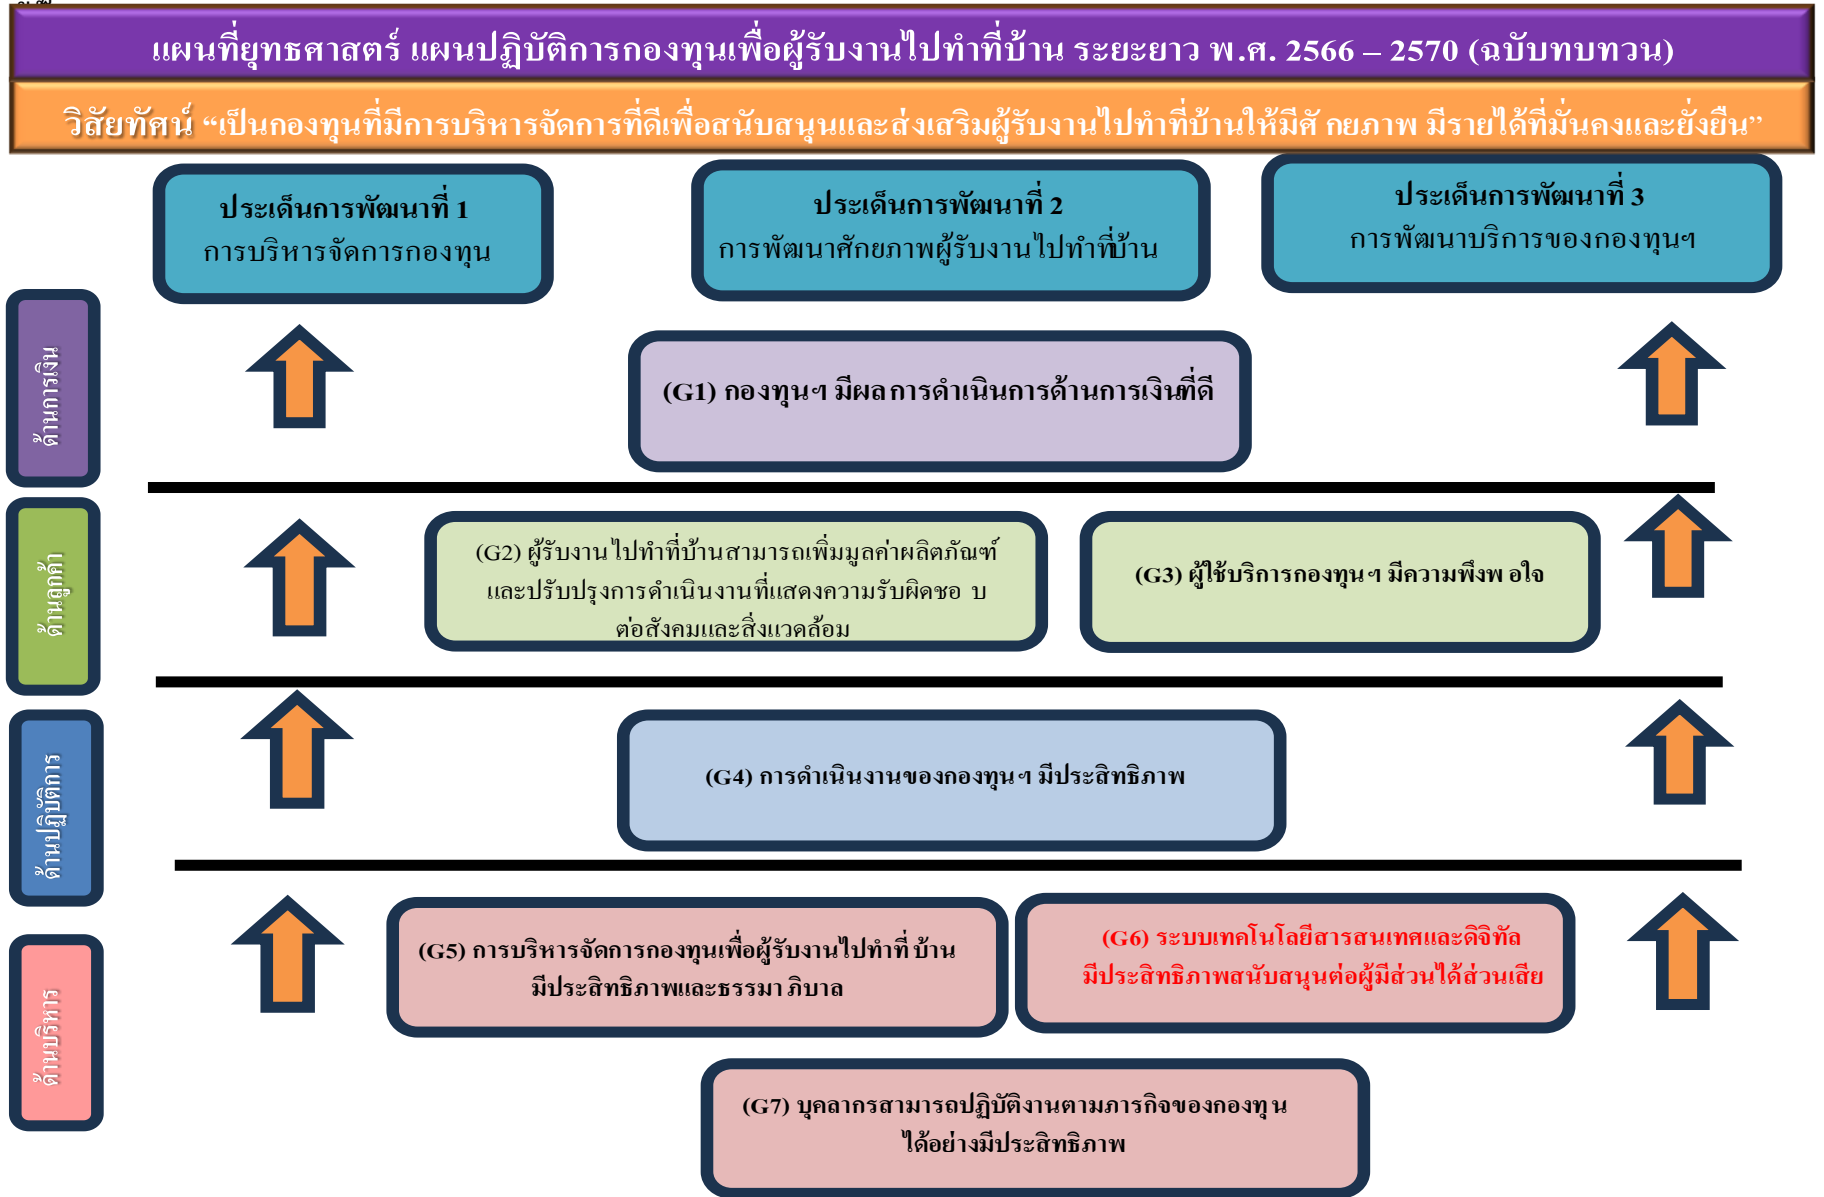 แผนที่ยุทธศาสตร์ แผนปฏิบัติการกองทุนเพื่อผู้รับงานไปทำที่บ้าน ระยะยาว พ.ศ. 2566 – 2570 (ฉบับทบทวน)
วิสัยทัศน์ “เป็นกองทุนที่มีการบริหารจัดการที่ดีเพื่อสนับสนุนและส่งเสริมผู้รับงานไปทำที่บ้านให้มีศักยภาพ มีรายได้ที่มั่นคงและยั่งยืน”
ประเด็นการพัฒนาที่ 1
การบริหารจัดการกองทุน
ประเด็นการพัฒนาที่ 2
การพัฒนาศักยภาพผู้รับงานไปทำที่บ้าน
ประเด็นการพัฒนาที่ 3
การพัฒนาบริการของกองทุนฯ
ด้านการเงิน
(G1) กองทุนฯ มีผลการดำเนินการด้านการเงินที่ดี
ด้านลูกค้า
(G2) ผู้รับงานไปทำที่บ้านสามารถเพิ่มมูลค่าผลิตภัณฑ์
และปรับปรุงการดำเนินงานที่แสดงความรับผิดชอบ
ต่อสังคมและสิ่งแวดล้อม
(G3) ผู้ใช้บริการกองทุนฯ มีความพึงพอใจ
ด้านปฏิบัติการ
(G4) การดำเนินงานของกองทุนฯ มีประสิทธิภาพ
ด้านบริหาร
(G5) การบริหารจัดการกองทุนเพื่อผู้รับงานไปทำที่บ้าน
มีประสิทธิภาพและธรรมาภิบาล
(G6) ระบบเทคโนโลยีสารสนเทศและดิจิทัล
มีประสิทธิภาพสนับสนุนต่อผู้มีส่วนได้ส่วนเสีย
(G7) บุคลากรสามารถปฏิบัติงานตามภารกิจของกองทุน
ได้อย่างมีประสิทธิภาพ